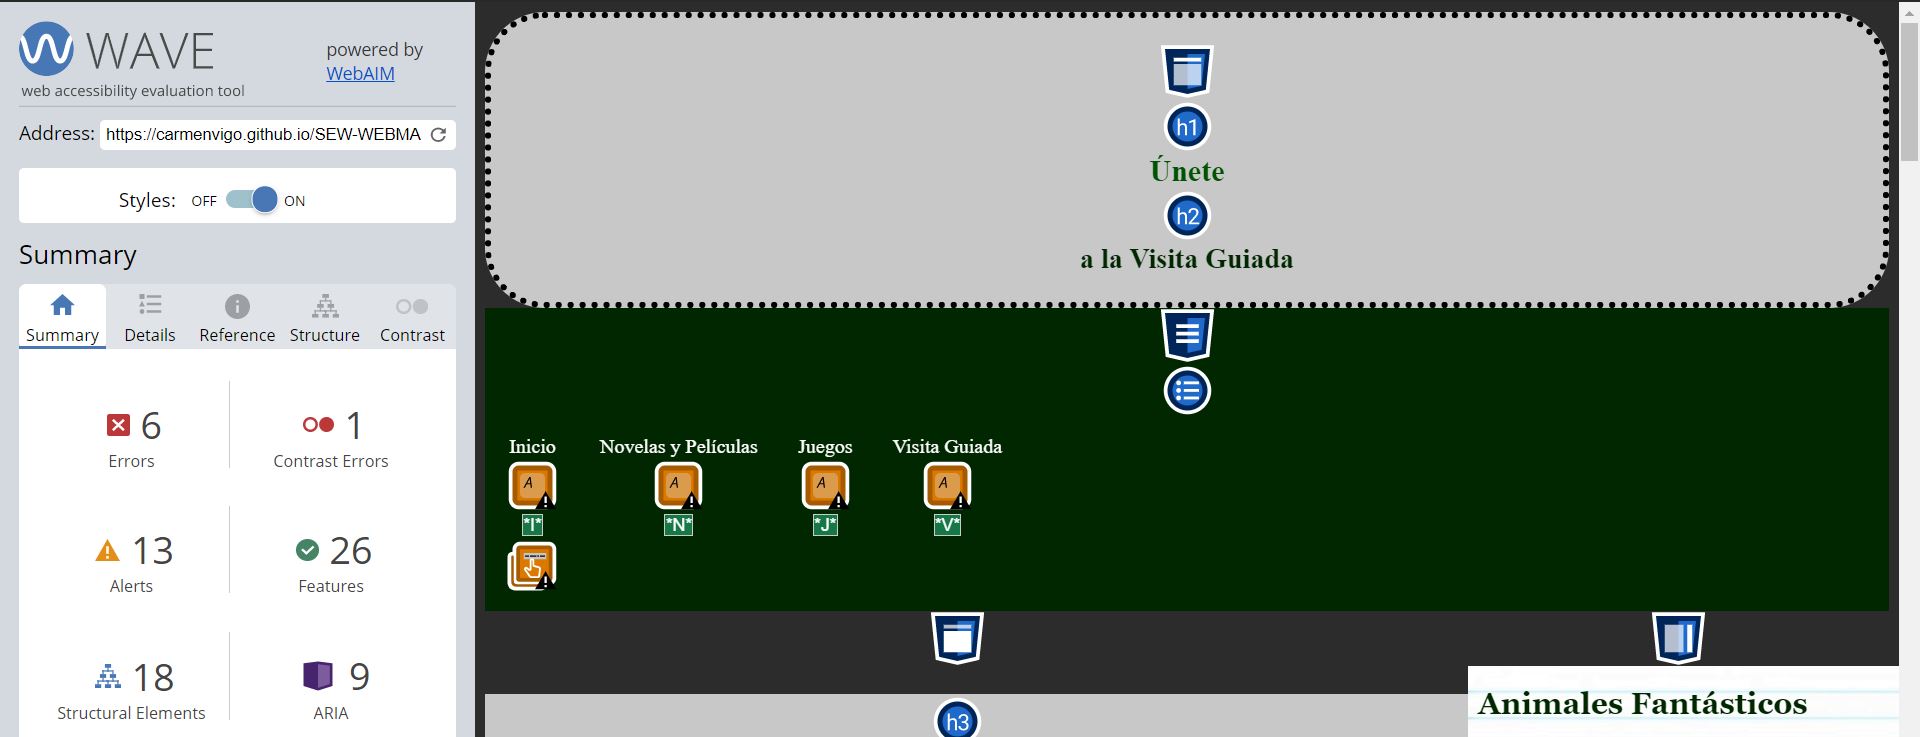 WAVE
powered by
WebAIM
web accessibility evaluation tool
Address: https://carmenvigo.github.io/SEW-WEBMA
Styles: OFF ON
Summary
Summary Details Reference Structure Contrast
6
Errors
1
Contrast Errors
13
Alerts
26
Features
18
Structural Elements
9
ARIA
h1
Únete
h2
a la Visita Guiada
Inicio Novelas y Películas Juegos Visita Guiada
A A A A
*I* *N* *J* *V*
h3
Animales Fantásticos